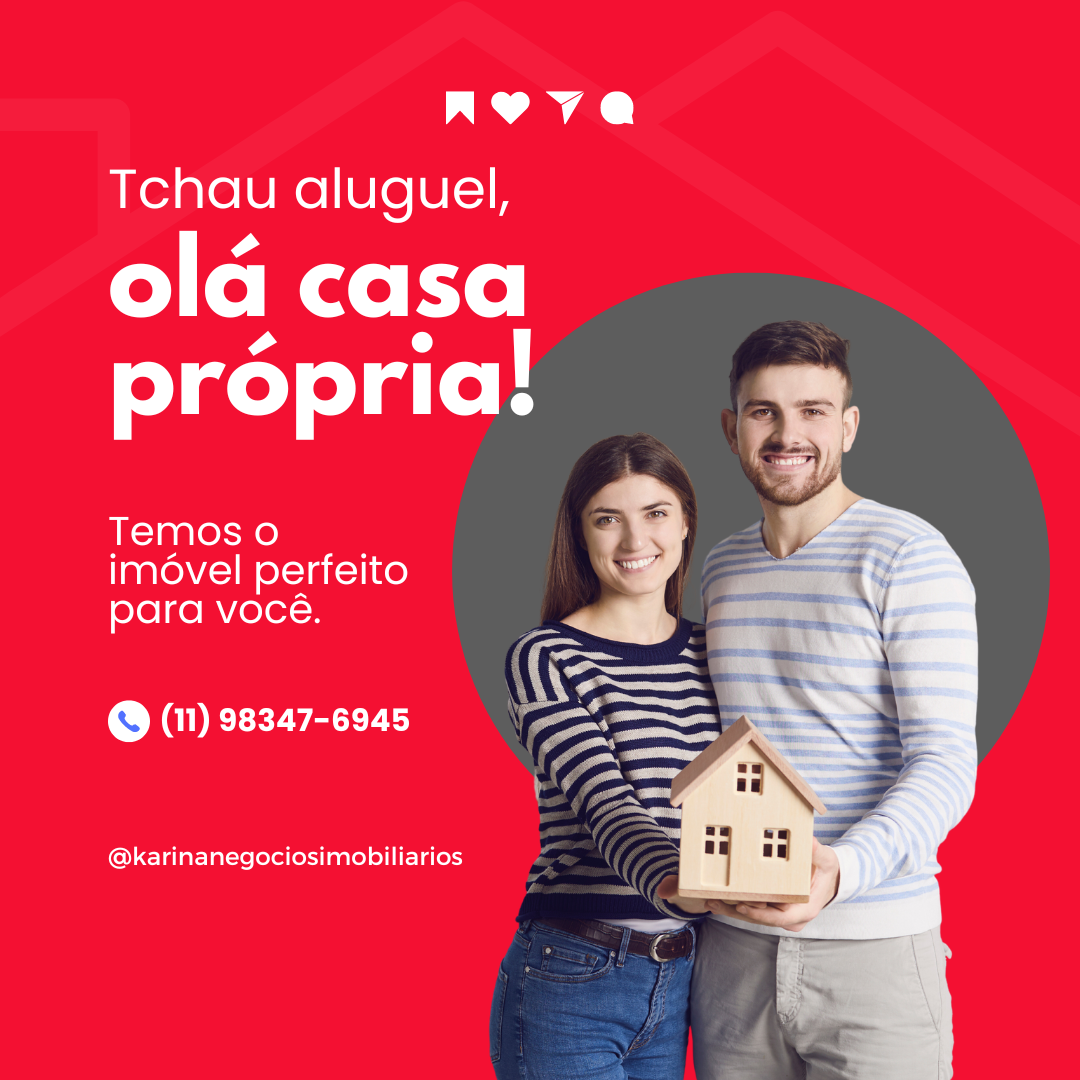 Tchau aluguel,
olá casa
própria!
Temos o
imóvel perfeito
para você.
(11) 98347-6945
@karinanegociosimobiliarios